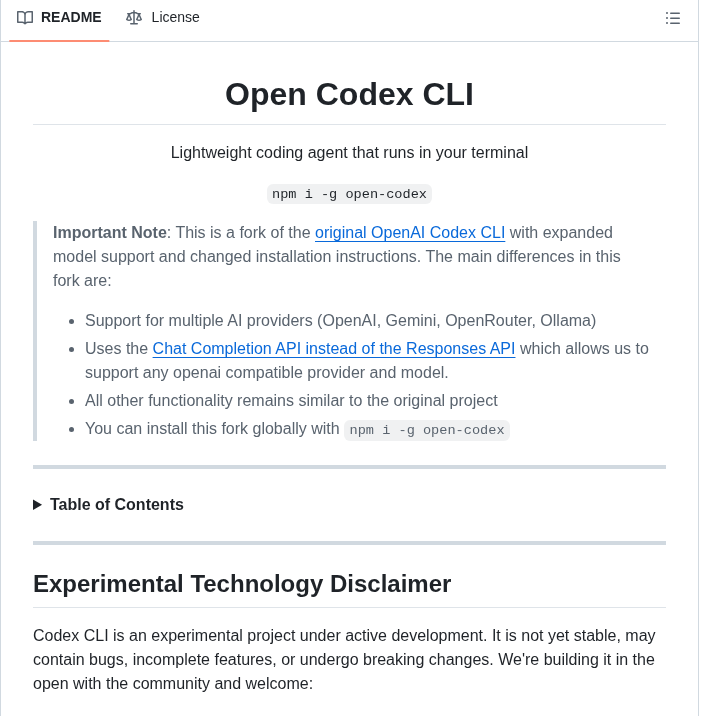 README
License
Open Codex CLI
Lightweight coding agent that runs in your terminal
npm i -g open-codex
Important Note: This is a fork of the original OpenAI Codex CLI with expanded
model support and changed installation instructions. The main differences in this
fork are:
Support for multiple AI providers (OpenAI, Gemini, OpenRouter, Ollama)
Uses the Chat Completion API instead of the Responses API which allows us to
support any openai compatible provider and model.
All other functionality remains similar to the original project
You can install this fork globally with npm i -g open-codex
Table of Contents
Experimental Technology Disclaimer
Codex CLI is an experimental project under active development. It is not yet stable, may
contain bugs, incomplete features, or undergo breaking changes. We're building it in the
open with the community and welcome: